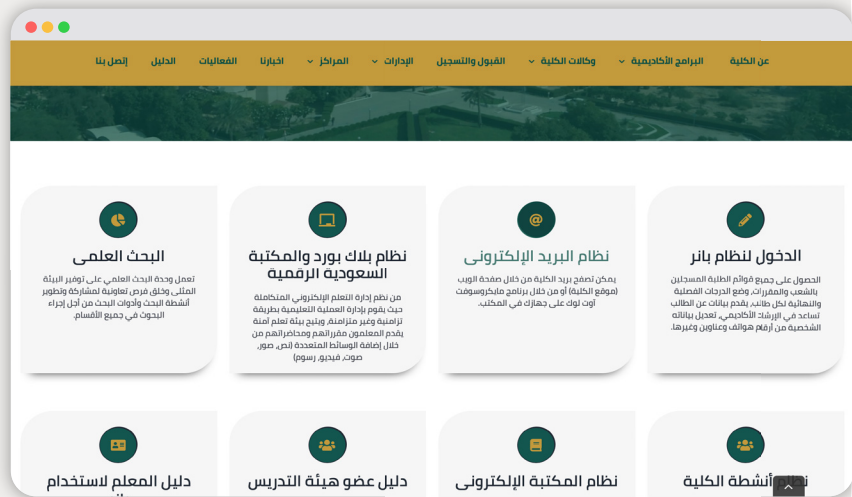 عن الكلية
البرامج الأكاديمية
وكالات الكلية
القبول والتسجيل
الإدارات
المراكز
اخبارنا
الفعاليات
الدليل
إتصل بنا
الدخول لنظام بانر
الحصول على جميع قوائم الطلبة المسجلين
بالشعب والمقررات, وضع الدرجات الفصلية
والنهائية لكل طالب, يقدم بيانات عن الطالب
تساعد في الإرشاد الأكاديمي, تعديل بياناته
الشخصية من أرقام هواتف وعناوين وغيرها.
نظام البريد الإلكتروني
يمكن تصفح بريد الكلية من خلال صفحة الويب
(موقع الكلية) أو من خلال برنامج مايكروسوفت
آوت لوك على جهازك في المكتب.
نظام بلاك بورد والمكتبة
السعودية الرقمية
من نظم إدارة التعلم الإلكتروني المتكاملة
حيث يقوم بإدارة العملية التعليمية بطريقة
تزامنية وغير متزامنة, ويتيح بيئة تعلم آمنة
يقدم المعلمون مقرراتهم ومحاضراتهم من
خلال إضافة الوسائط المتعددة (نص, صور,
صوت, فيديو, رسوم)
البحث العلمي
تعمل وحدة البحث العلمي على توفير البيئة
المثلى وخلق فرص تعاونية لمشاركة وتطوير
أنشطة البحث وأدوات البحث من أجل إجراء
البحوث في جميع الأقسام.
نظام أنشطة الكلية
نظام المكتبة الإلكتروني
دليل عضو هيئة التدريس
دليل المعلم لاستخدام